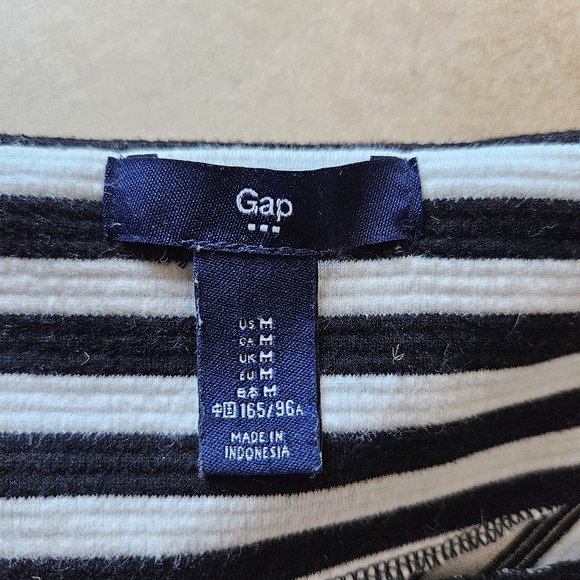 Gap
US M
CA M
UK M
EU M
日本 M
中国 165/96A
MADE IN
INDONESIA